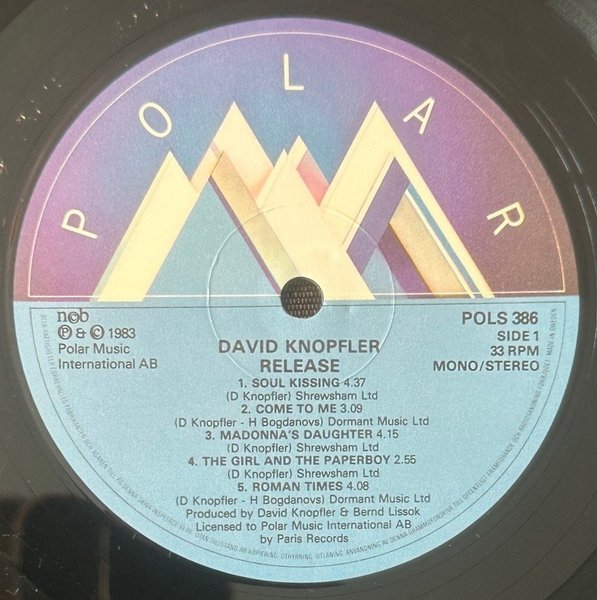 POLAR
ncb
Ⓟ & © 1983
Polar Music
International AB
POLS 386
SIDE 1
33 RPM
MONO/STEREO
DAVID KNOPFLER
RELEASE
1. SOUL KISSING 4.37
(D Knopfler) Shrewsham Ltd
2. COME TO ME 3.09
(D Knopfler - H Bogdanovs) Dormant Music Ltd
3. MADONNA'S DAUGHTER 4.15
(D Knopfler) Shrewsham Ltd
4. THE GIRL AND THE PAPERBOY 2.55
(D Knopfler) Shrewsham Ltd
5. ROMAN TIMES 4.08
(D Knopfler - H Bogdanovs) Dormant Music Ltd
Produced by David Knopfler & Bernd Lissok
Licensed to Polar Music International AB
by Paris Records